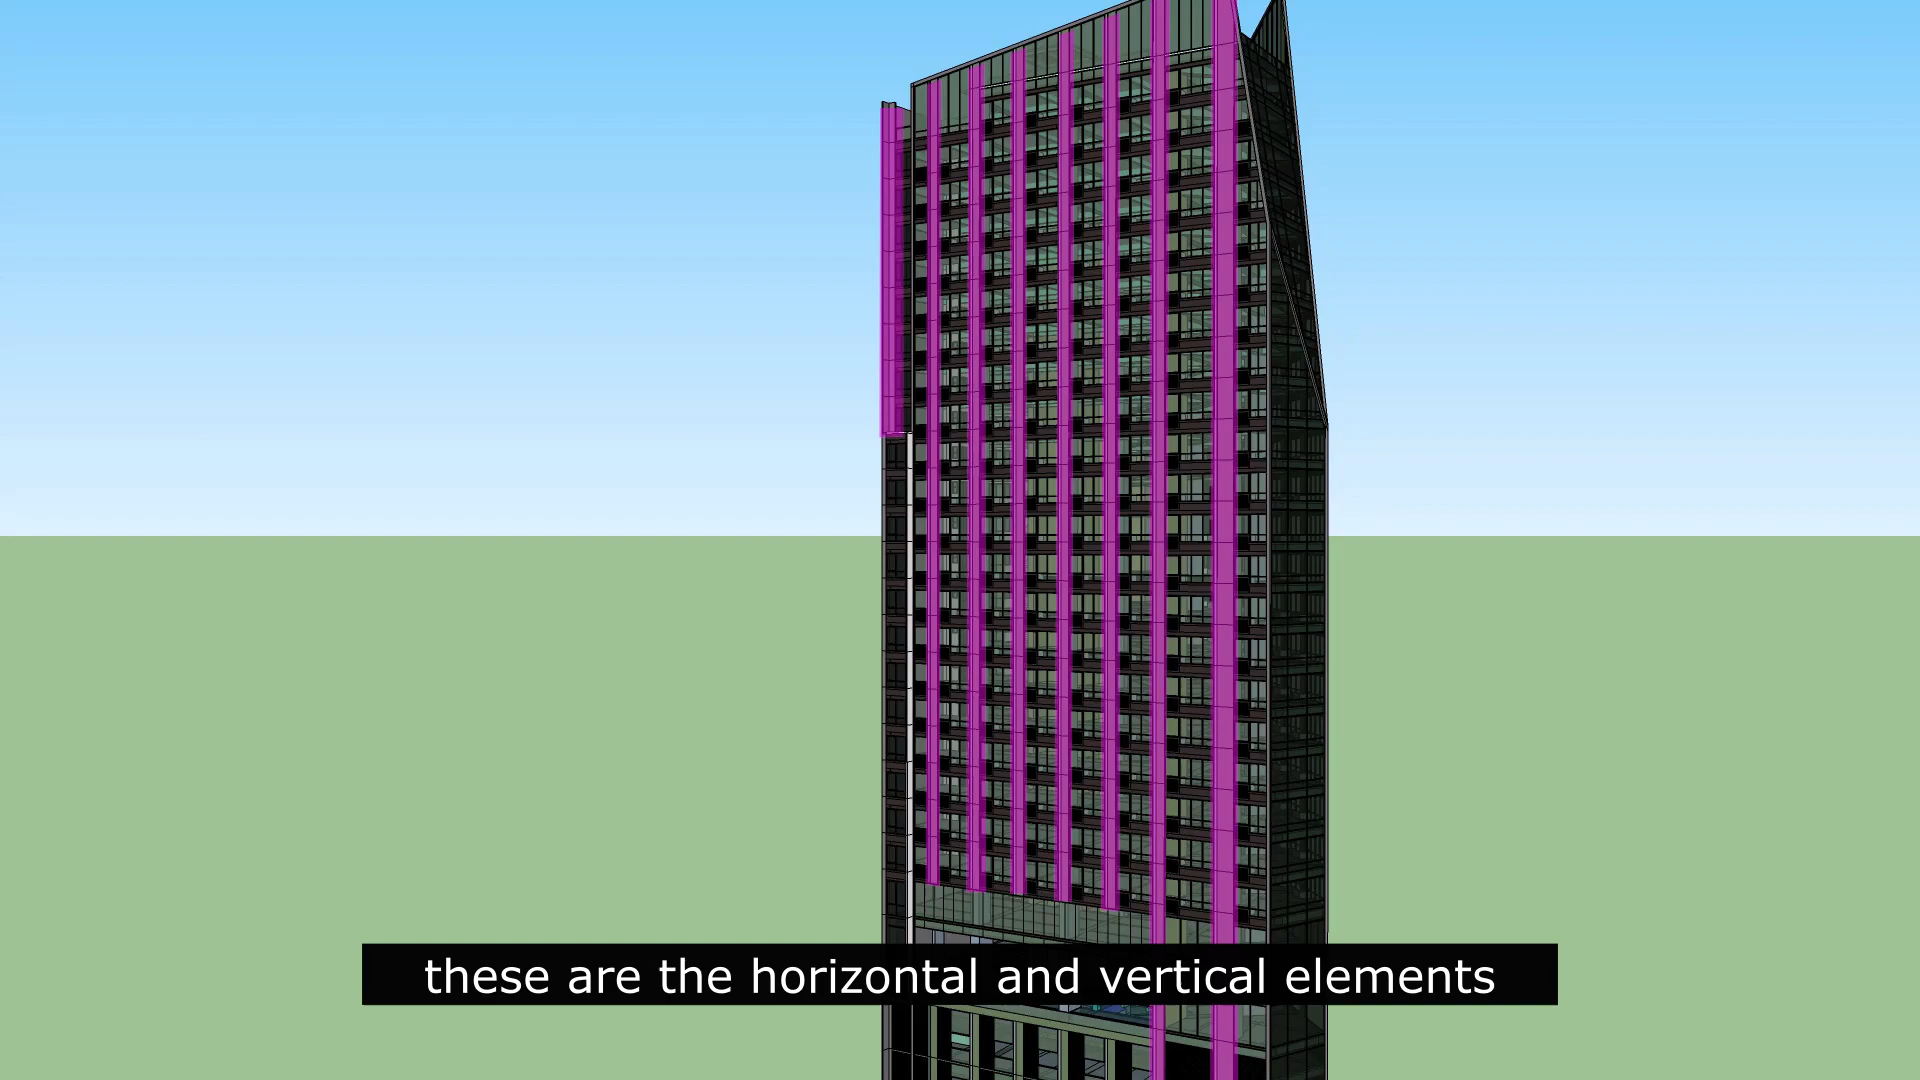 these are the horizontal and vertical elements